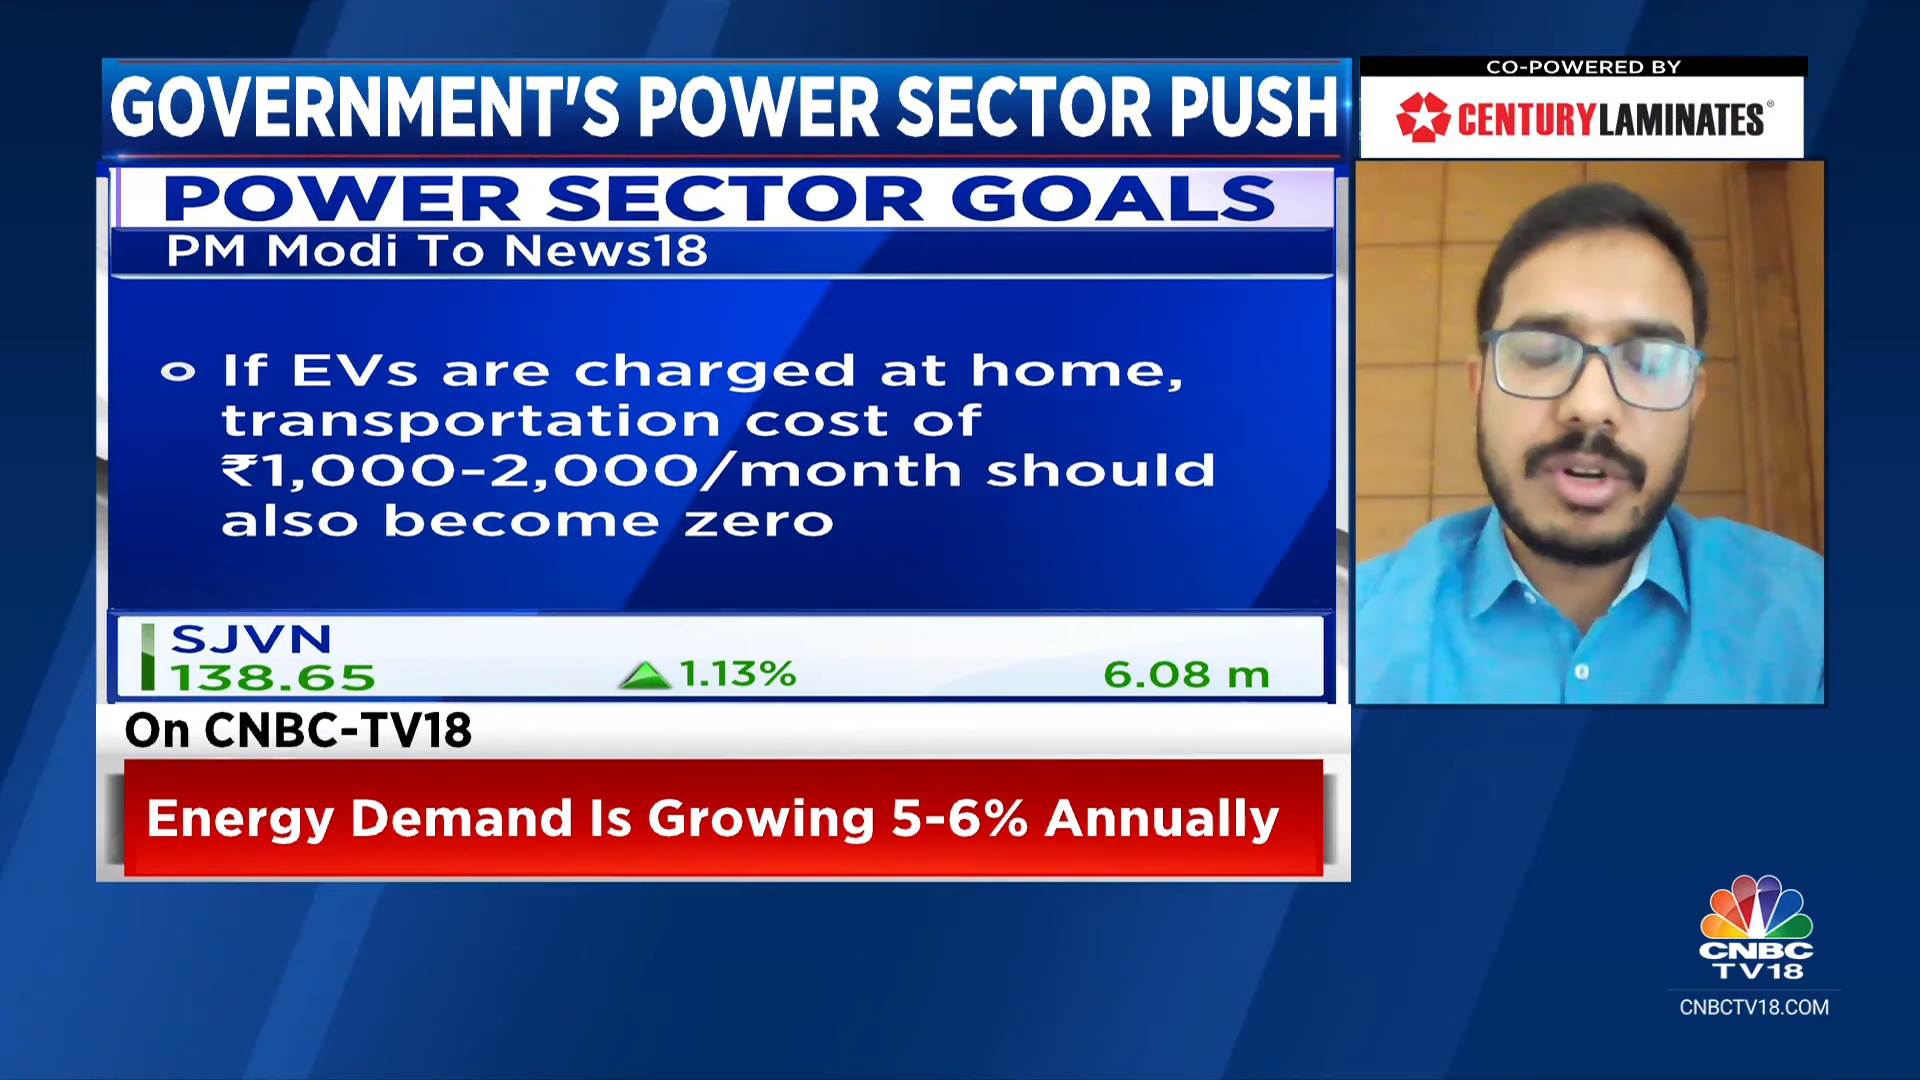 GOVERNMENT'S POWER SECTOR PUSH
CO-POWERED BY
CENTURYLAMINATES®
POWER SECTOR GOALS
PM Modi To News18
If EVs are charged at home,
transportation cost of
₹1,000-2,000/month should
also become zero
SJVN
138.65 1.13% 6.08 m
On CNBC-TV18
Energy Demand Is Growing 5-6% Annually
CNBC
TV18
CNBCTV18.COM